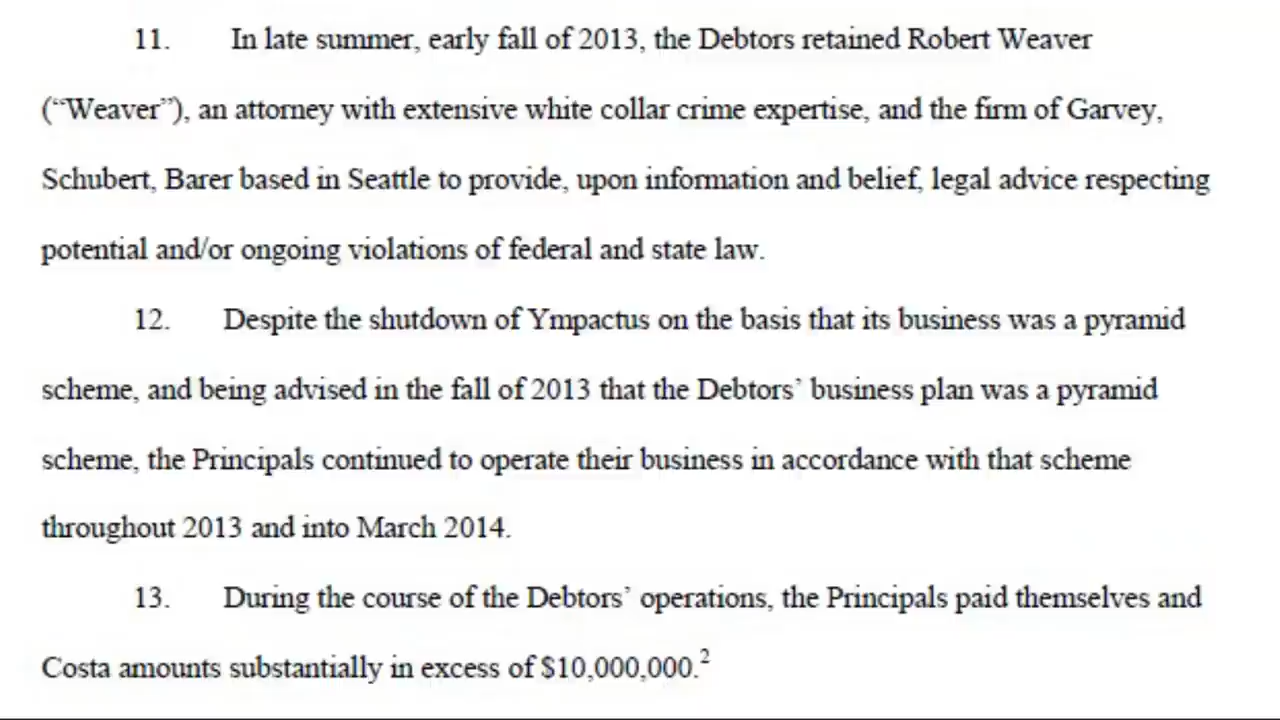 11. In late summer, early fall of 2013, the Debtors retained Robert Weaver
(“Weaver”), an attorney with extensive white collar crime expertise, and the firm of Garvey,
Schubert, Barer based in Seattle to provide, upon information and belief, legal advice respecting
potential and/or ongoing violations of federal and state law.
12. Despite the shutdown of Ympactus on the basis that its business was a pyramid
scheme, and being advised in the fall of 2013 that the Debtors’ business plan was a pyramid
scheme, the Principals continued to operate their business in accordance with that scheme
throughout 2013 and into March 2014.
13. During the course of the Debtors’ operations, the Principals paid themselves and
Costa amounts substantially in excess of $10,000,000.²